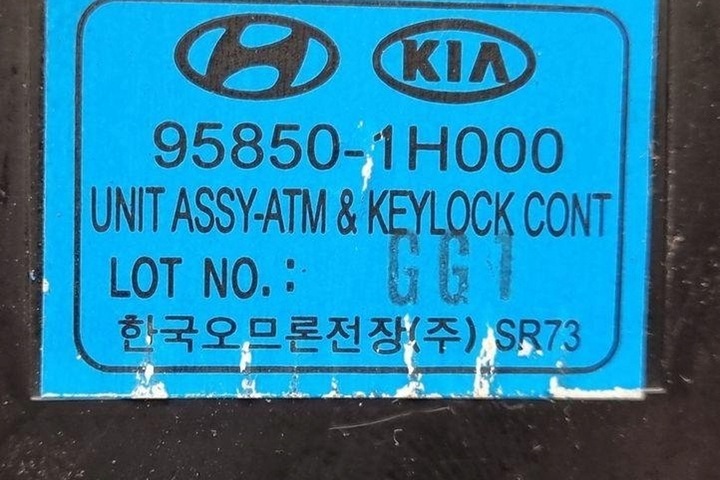 KIA
95850-1H000
UNIT ASSY-ATM & KEYLOCK CONT
LOT NO.: GG1
한국오므론전장(주) SR73